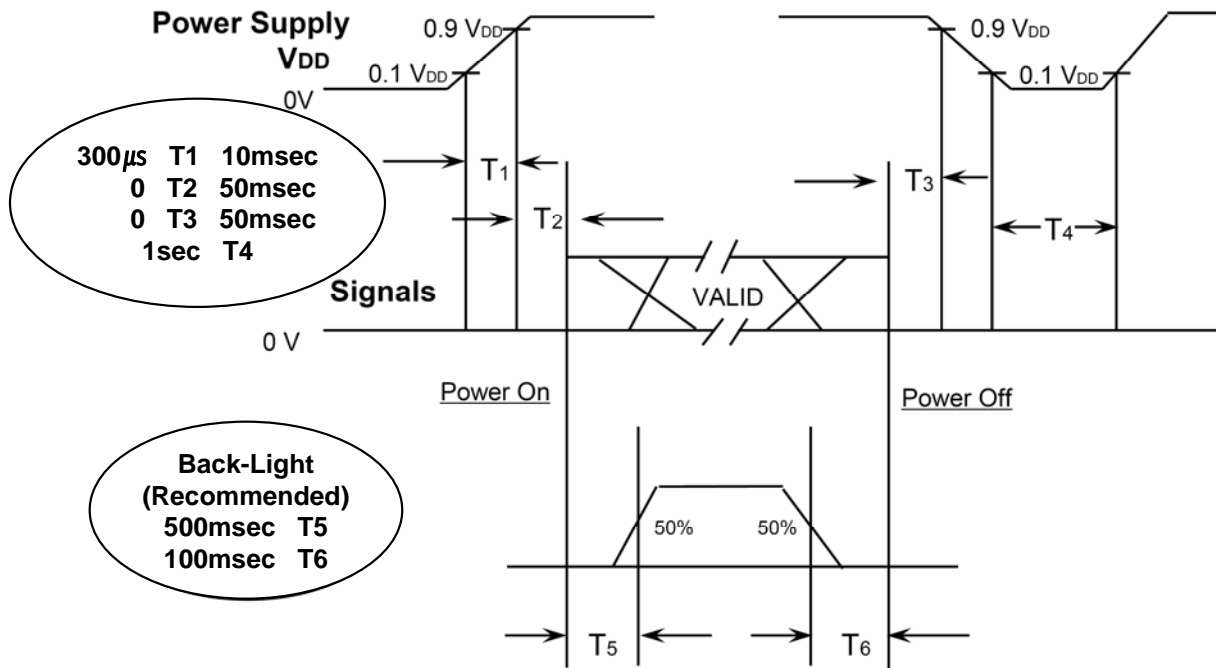 Power Supply
VDD
0.9 VDD
0.9 VDD
0.1 VDD
0.1 VDD
0V
300μs T1 10msec
0 T2 50msec
0 T3 50msec
1sec T4
T1
T3
T2
T4
Signals
VALID
0 V
Power On
Power Off
Back-Light
(Recommended)
500msec T5
100msec T6
50%
50%
T5
T6